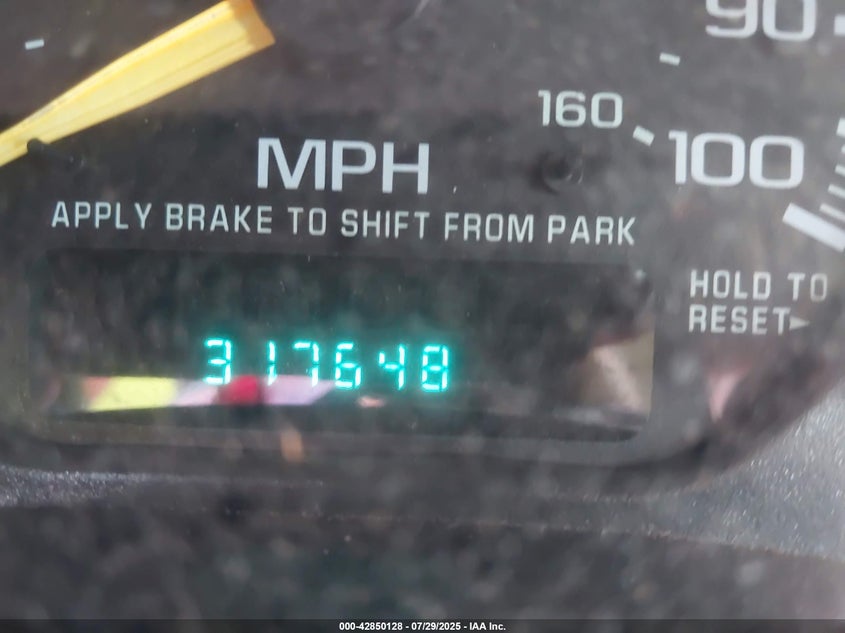 90
160
100
MPH
APPLY BRAKE TO SHIFT FROM PARK
HOLD TO
RESET
317648
000-42850128 - 07/29/2025 - IAA Inc.